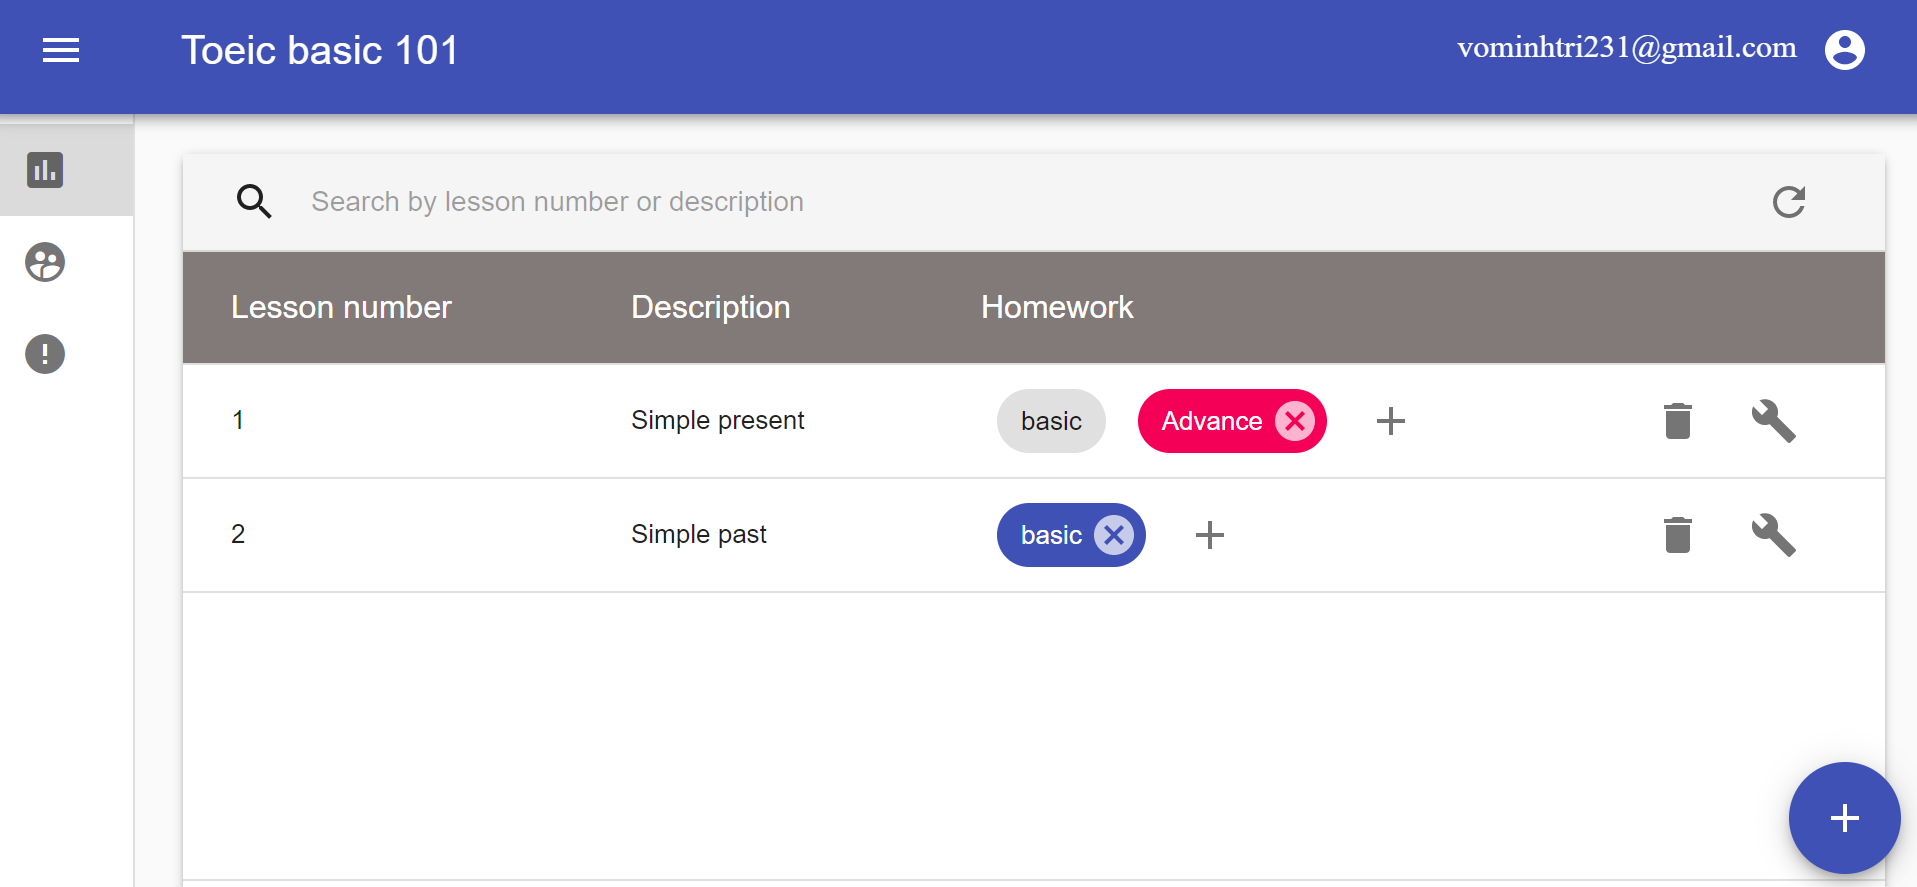 Toeic basic 101
vominhtri231@gmail.com
Search by lesson number or description
Lesson number Description Homework
1 Simple present basic Advance
2 Simple past basic